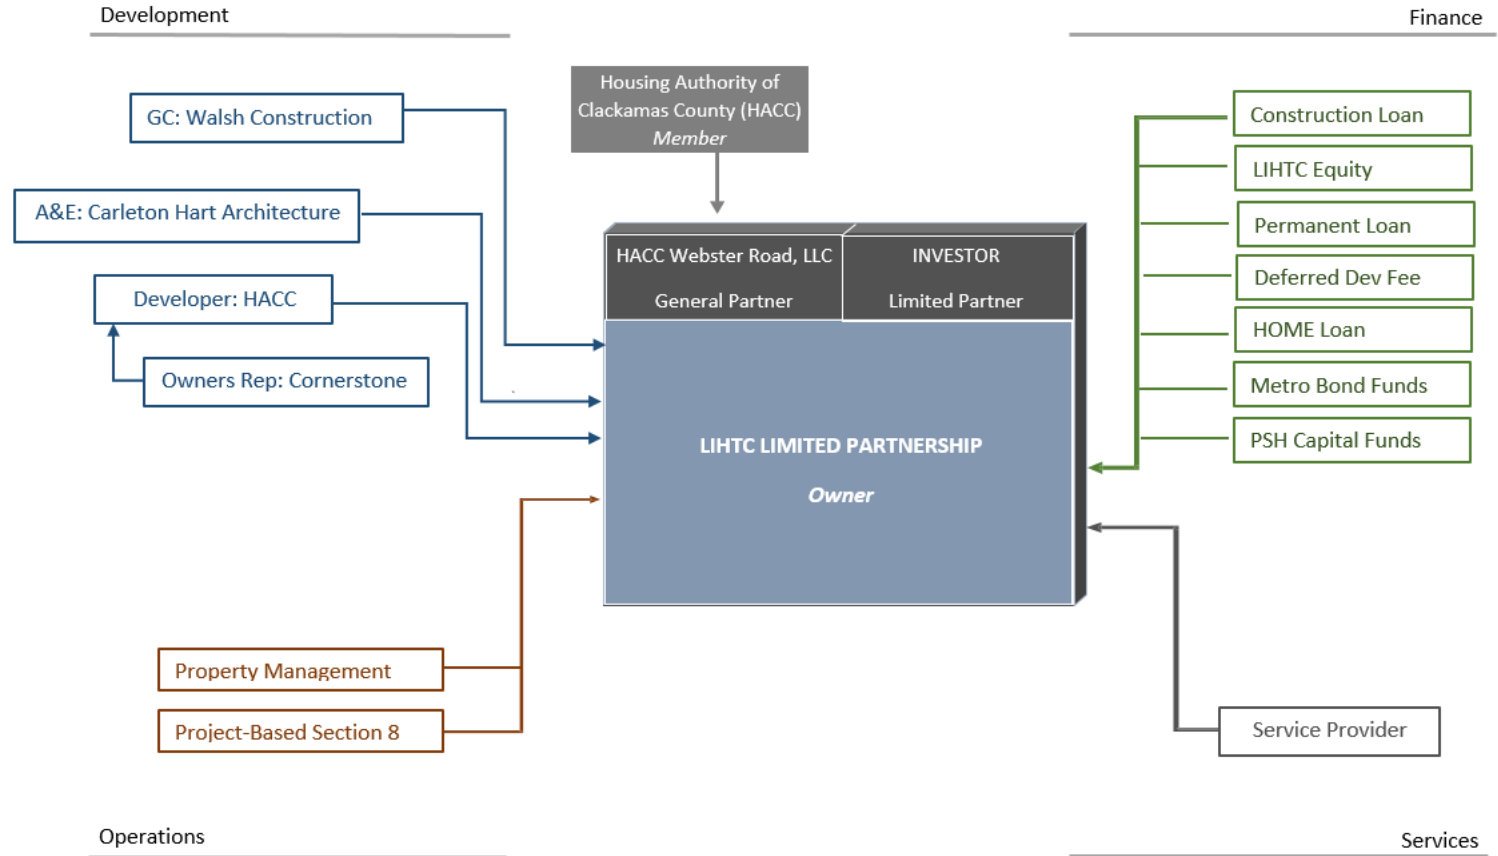 Development
Finance
Housing Authority of
Clackamas County (HACC)
Member
GC: Walsh Construction
A&E: Carleton Hart Architecture
Developer: HACC
Owners Rep: Cornerstone
HACC Webster Road, LLC
General Partner
INVESTOR
Limited Partner
LIHTC LIMITED PARTNERSHIP
Owner
Construction Loan
LIHTC Equity
Permanent Loan
Deferred Dev Fee
HOME Loan
Metro Bond Funds
PSH Capital Funds
Property Management
Project-Based Section 8
Service Provider
Operations
Services